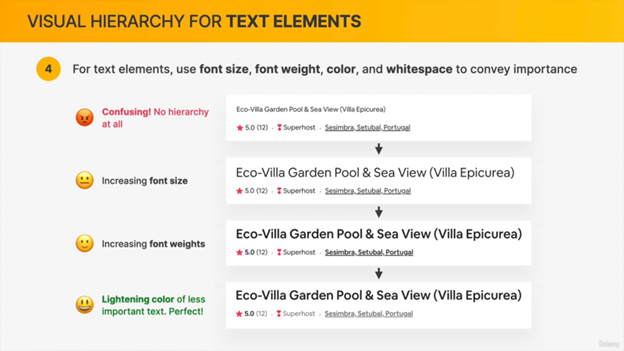 VISUAL HIERARCHY FOR TEXT ELEMENTS
4 For text elements, use font size, font weight, color, and whitespace to convey importance
Confusing! No hierarchy
at all
Eco-Villa Garden Pool & Sea View (Villa Epicurea)
★ 5.0 (12) · Superhost · Sesimbra, Setubal, Portugal
Increasing font size
Eco-Villa Garden Pool & Sea View (Villa Epicurea)
★ 5.0 (12) · Superhost · Sesimbra, Setubal, Portugal
Increasing font weights
Eco-Villa Garden Pool & Sea View (Villa Epicurea)
★ 5.0 (12) · Superhost · Sesimbra, Setubal, Portugal
Lightening color of less
important text. Perfect!
Eco-Villa Garden Pool & Sea View (Villa Epicurea)
★ 5.0 (12) · Superhost · Sesimbra, Setubal, Portugal
Udemy